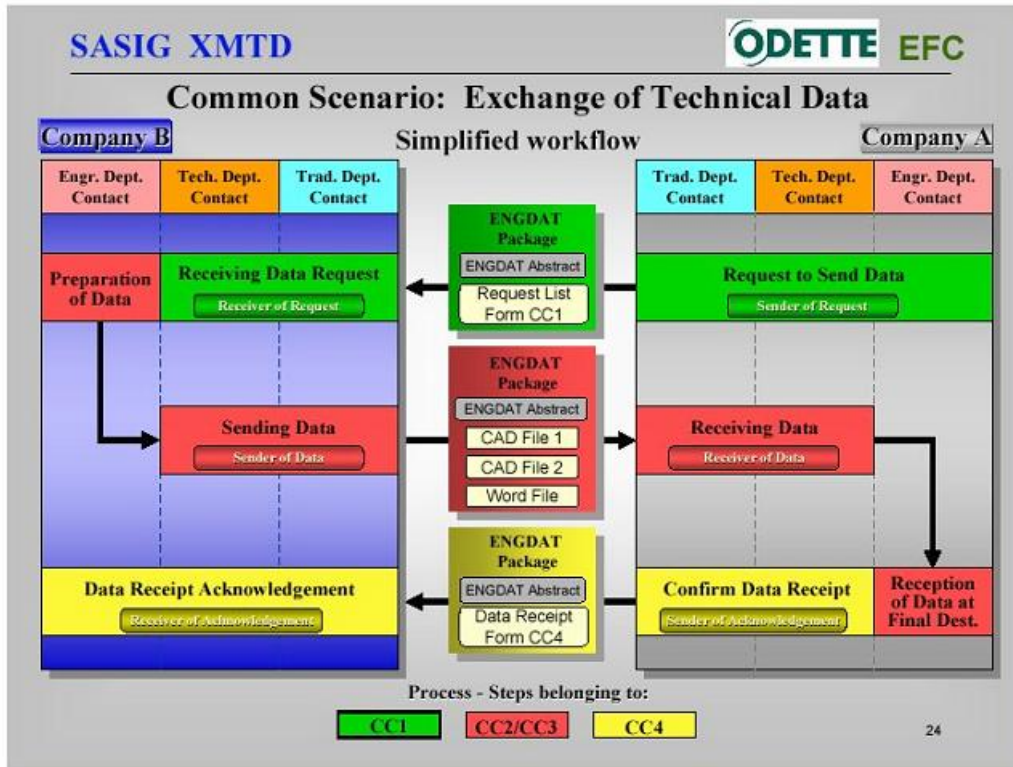 SASIG XMTD
ODETTE EFC
Common Scenario: Exchange of Technical Data
Company B
Simplified workflow
Company A
Engr. Dept.
Contact
Tech. Dept.
Contact
Trad. Dept.
Contact
Trad. Dept.
Contact
Tech. Dept.
Contact
Engr. Dept.
Contact
ENGDAT
Package
ENGDAT Abstract
Request List
Form CC1
Preparation
of Data
Receiving Data Request
Receiver of Request
Request to Send Data
Sender of Request
ENGDAT
Package
ENGDAT Abstract
CAD File 1
CAD File 2
Word File
Sending Data
Sender of Data
Receiving Data
Receiver of Data
ENGDAT
Package
ENGDAT Abstract
Data Receipt
Form CC4
Data Receipt Acknowledgement
Receiver of Acknowledgement
Confirm Data Receipt
Sender of Acknowledgement
Reception
of Data at
Final Dest.
Process - Steps belonging to:
CC1
CC2/CC3
CC4
24